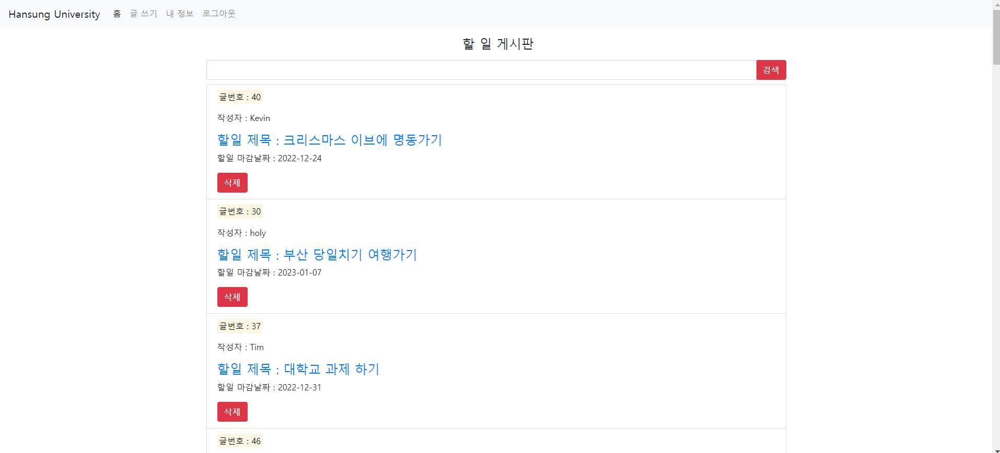 Hansung University 홈 글 쓰기 내 정보 로그아웃
할 일 게시판
검색
글번호 : 40
작성자 : Kevin
할일 제목 : 크리스마스 이브에 명동가기
할일 마감날짜 : 2022-12-24
삭제
글번호 : 30
작성자 : holy
할일 제목 : 부산 당일치기 여행가기
할일 마감날짜 : 2023-01-07
삭제
글번호 : 37
작성자 : Tim
할일 제목 : 대학교 과제 하기
할일 마감날짜 : 2022-12-31
삭제
글번호 : 46